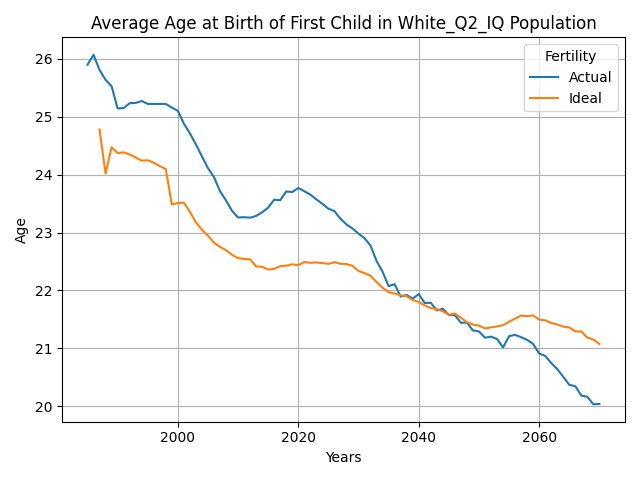 Average Age at Birth of First Child in White_Q2_IQ Population
Fertility
Actual
Ideal
Age
26
25
24
23
22
21
20
2000
2020
2040
2060
Years